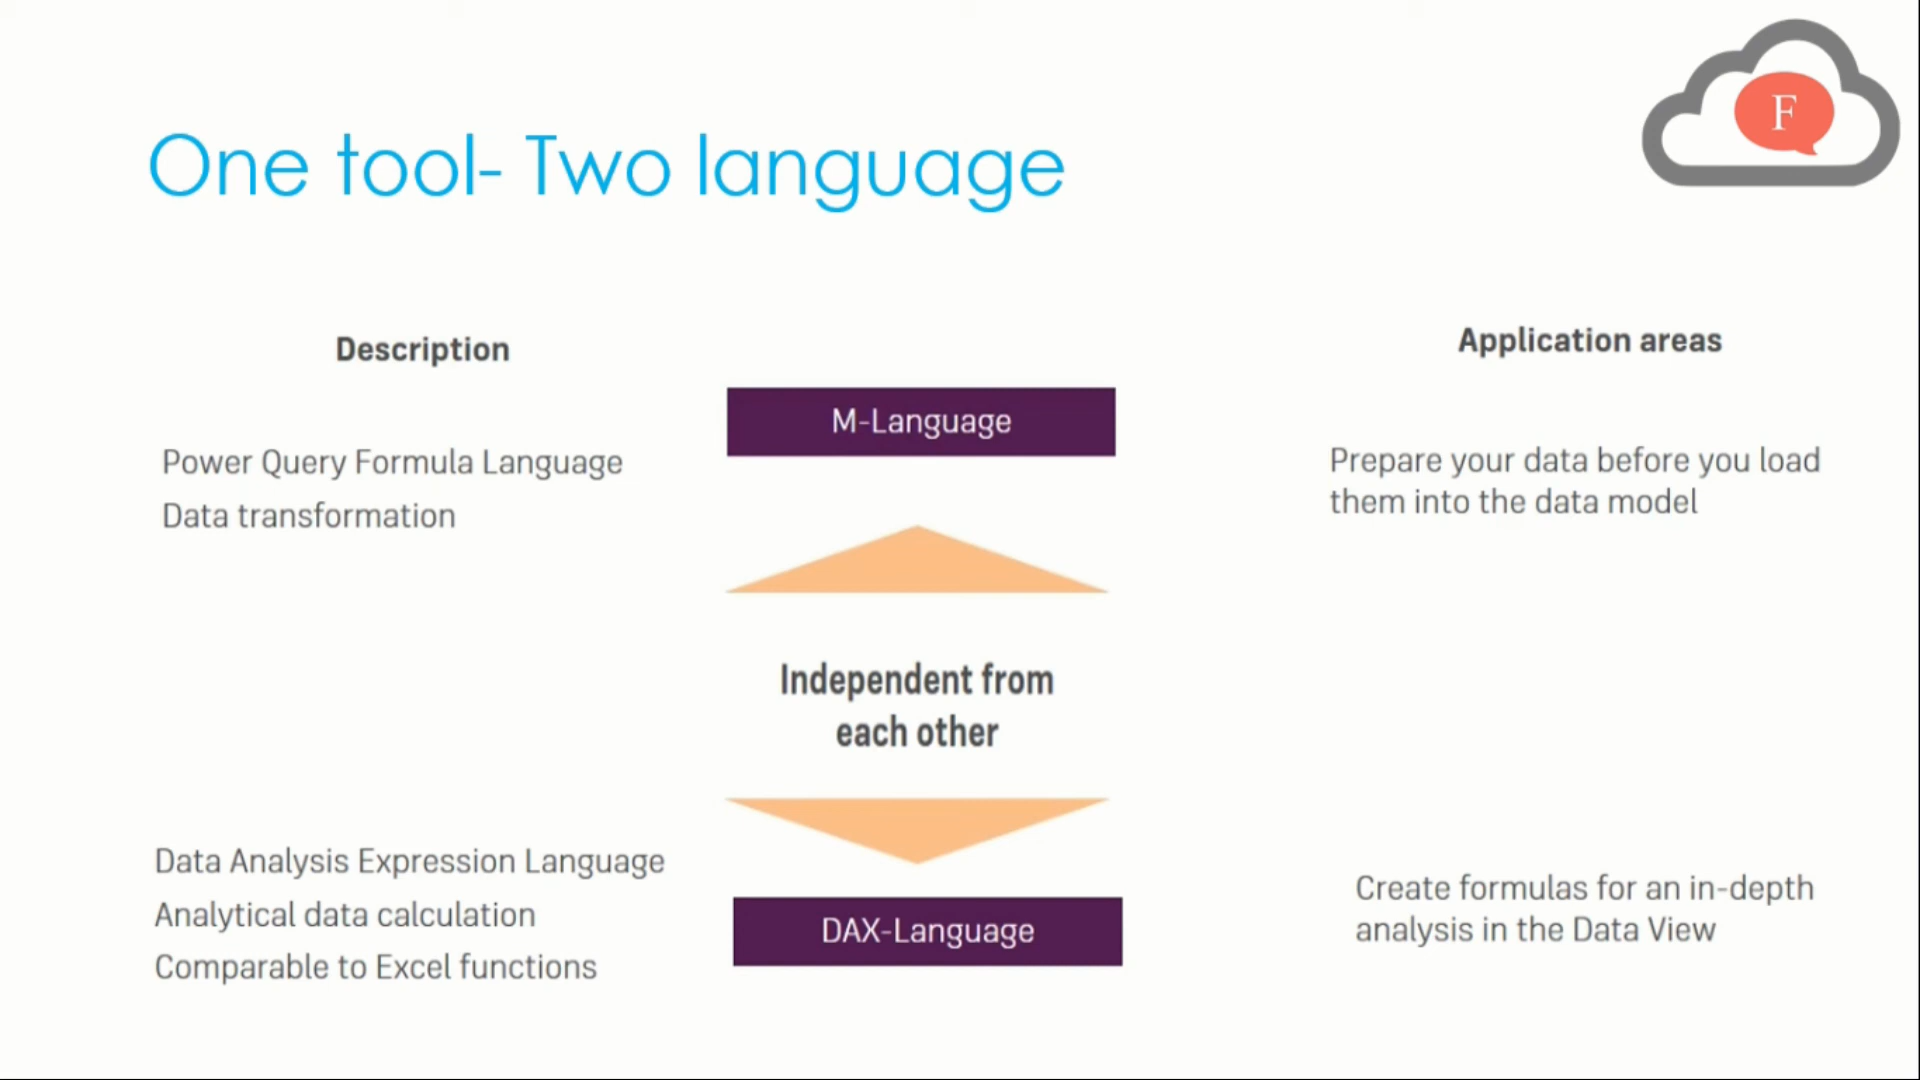 F
One tool- Two language
Description
Application areas
M-Language
Power Query Formula Language
Data transformation
Prepare your data before you load
them into the data model
Independent from
each other
Data Analysis Expression Language
Analytical data calculation
Comparable to Excel functions
DAX-Language
Create formulas for an in-depth
analysis in the Data View